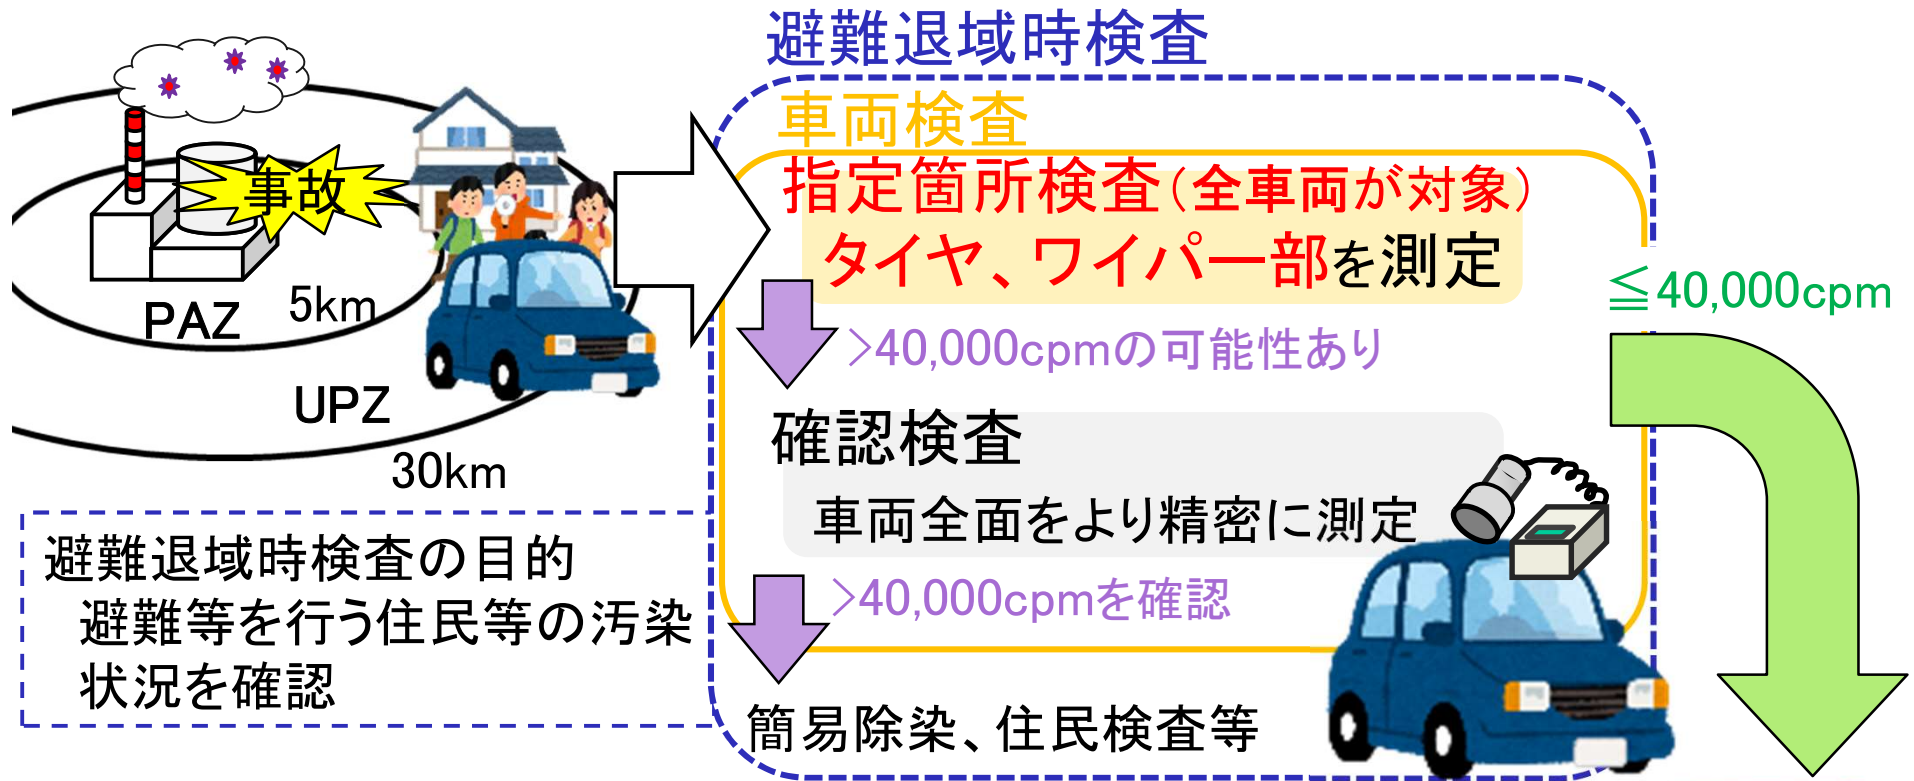 避難退域時検査
車両検査
指定箇所検査(全車両が対象)
タイヤ、ワイパー部を測定
>40,000cpmの可能性あり
確認検査
車両全面をより精密に測定
>40,000cpmを確認
簡易除染、住民検査等
≦40,000cpm
事故
PAZ
5km
UPZ
30km
避難退域時検査の目的
避難等を行う住民等の汚染
状況を確認